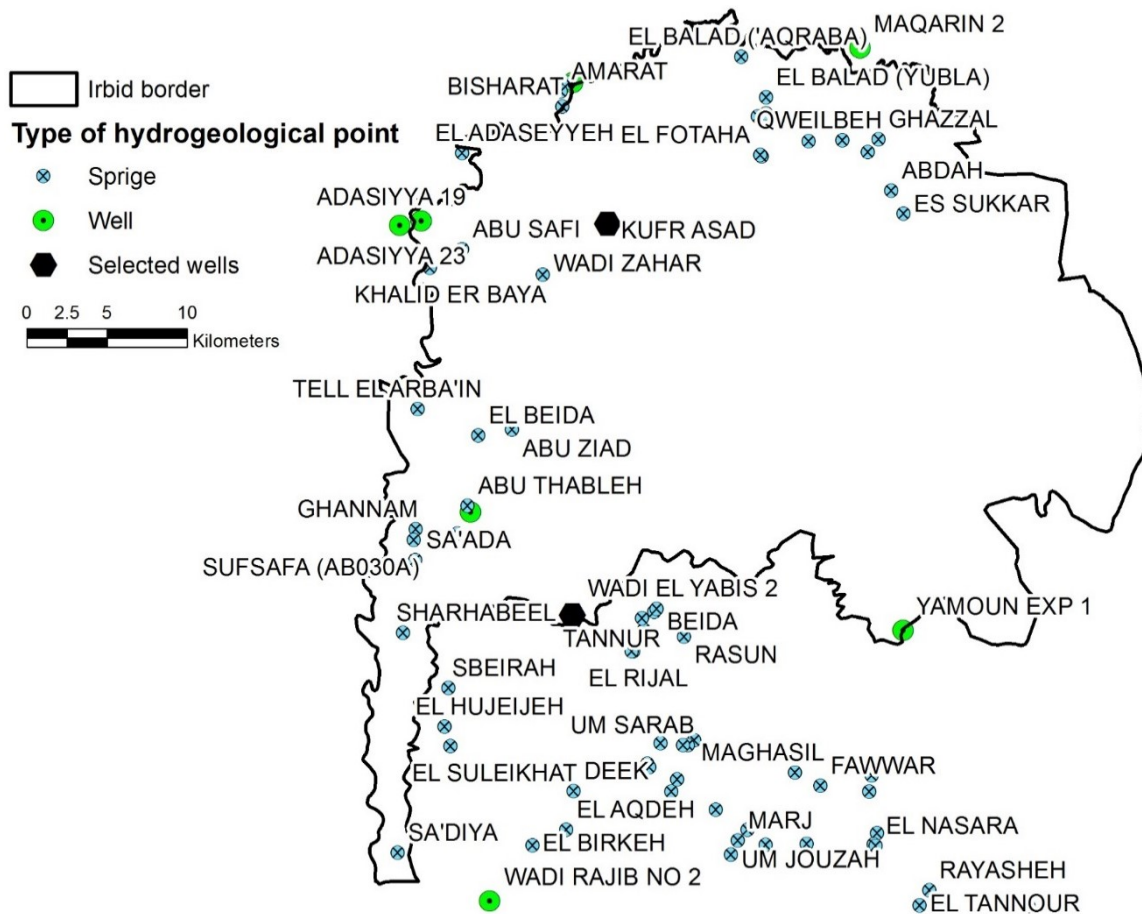 EL BALAD ('AQRABA)
MAQARIN 2
AMARAT
BISHARAT
EL BALAD (YUBLA)
Irbid border
Type of hydrogeological point
EL ADASEYYEH
EL FOTAHA
QWEILBEH
GHAZZAL
Sprige
ABDAH
ADASIYYA 19
ES SUKKAR
Well
ABU SAFI
KUFR ASAD
ADASIYYA 23
WADI ZAHAR
Selected wells
KHALID ER BAYA
0 2.5 5 10
Kilometers
TELL EL ARBA'IN
EL BEIDA
ABU ZIAD
ABU THABLEH
GHANNAM
SA'ADA
SUFSAFA (AB030A)
WADI EL YABIS 2
SHARHABEEL
BEIDA
YAMOUN EXP 1
TANNUR
RASUN
EL RIJAL
SBEIRAH
EL HUJEIJEH
UM SARAB
MAGHASIL
EL SULEIKHAT
DEEK
FAWWAR
EL AQDEH
MARJ
EL NASARA
SA'DIYA
EL BIRKEH
UM JOUZAH
WADI RAJIB NO 2
RAYASHEH
EL TANNOUR